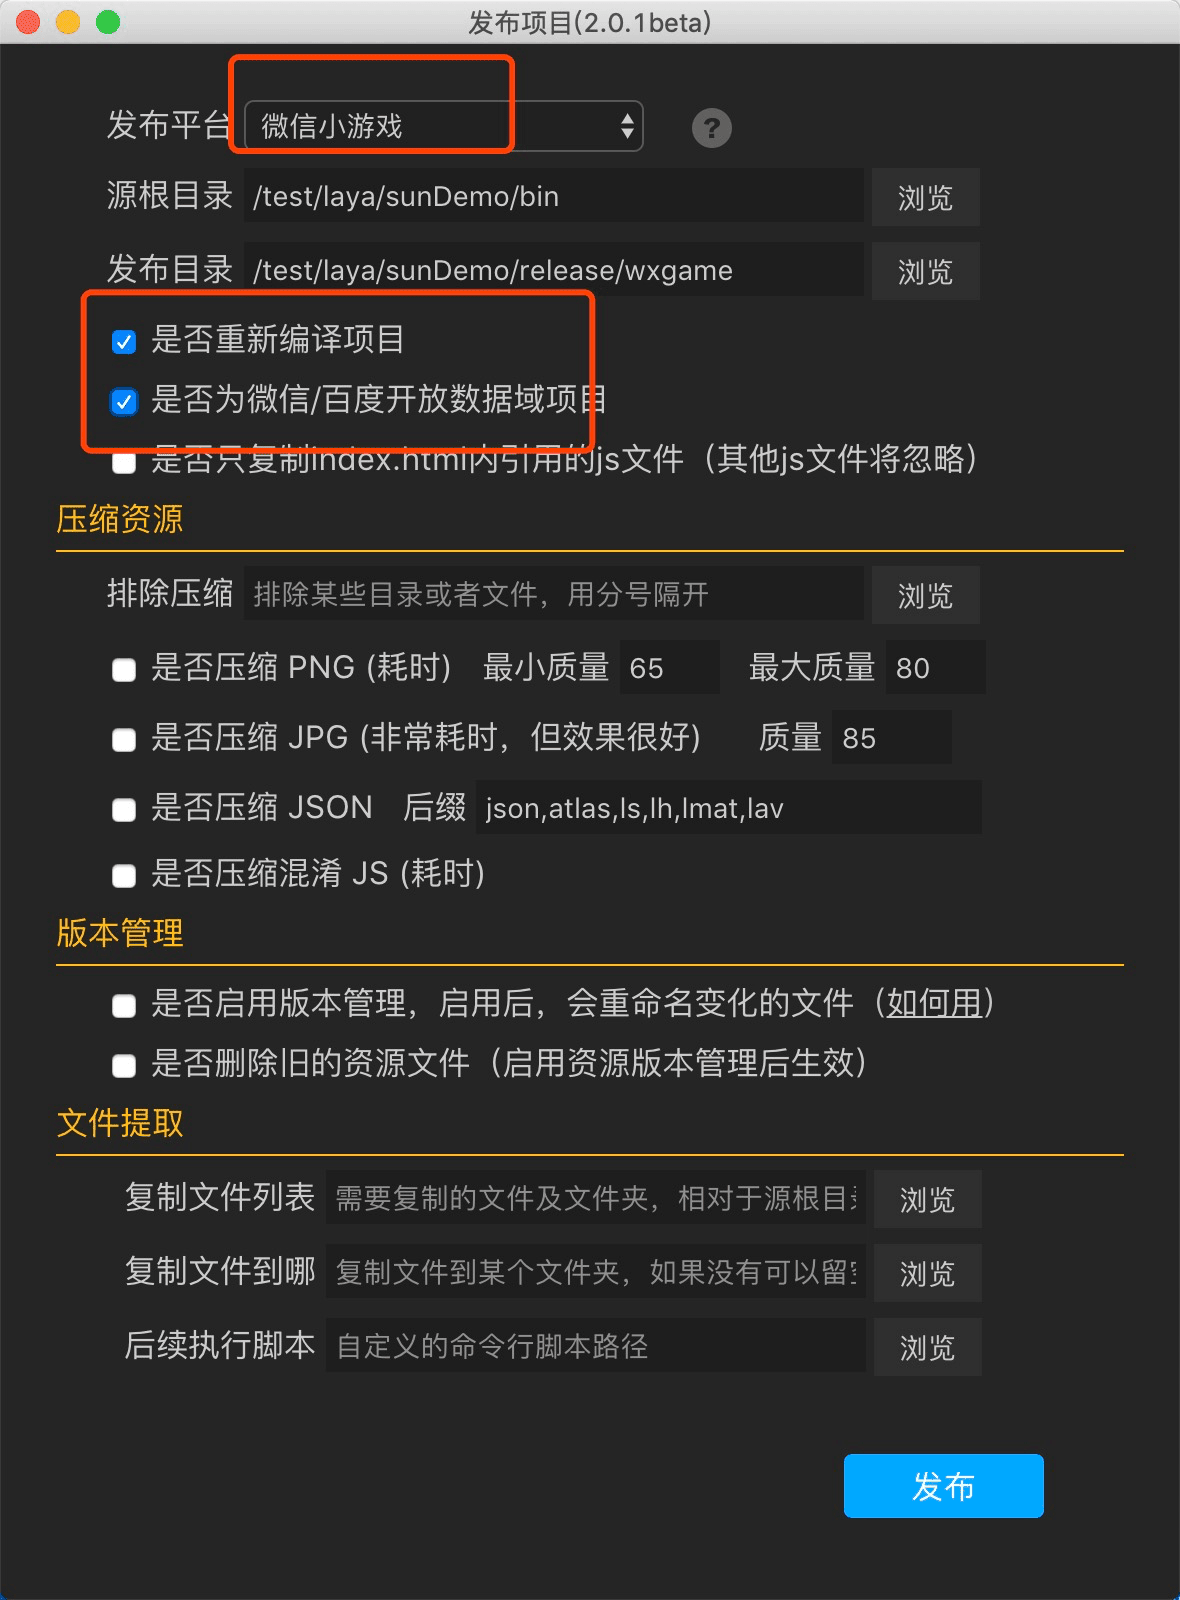 发布项目(2.0.1beta)
发布平台 微信小游戏 ?
源根目录 /test/laya/sunDemo/bin 浏览
发布目录 /test/laya/sunDemo/release/wxgame 浏览
是否重新编译项目
是否为微信/百度开放数据域项目
是否只复制index.html内引用的js文件（其他js文件将忽略）
压缩资源
排除压缩 排除某些目录或者文件，用分号隔开 浏览
是否压缩 PNG (耗时) 最小质量 65 最大质量 80
是否压缩 JPG (非常耗时，但效果很好) 质量 85
是否压缩 JSON 后缀 json,atlas,ls,lh,lmat,lav
是否压缩混淆 JS (耗时)
版本管理
是否启用版本管理，启用后，会重命名变化的文件（如何用）
是否删除旧的资源文件（启用资源版本管理后生效）
文件提取
复制文件列表 需要复制的文件及文件夹，相对于源根目录 浏览
复制文件到哪 复制文件到某个文件夹，如果没有可以留空 浏览
后续执行脚本 自定义的命令行脚本路径 浏览
发布